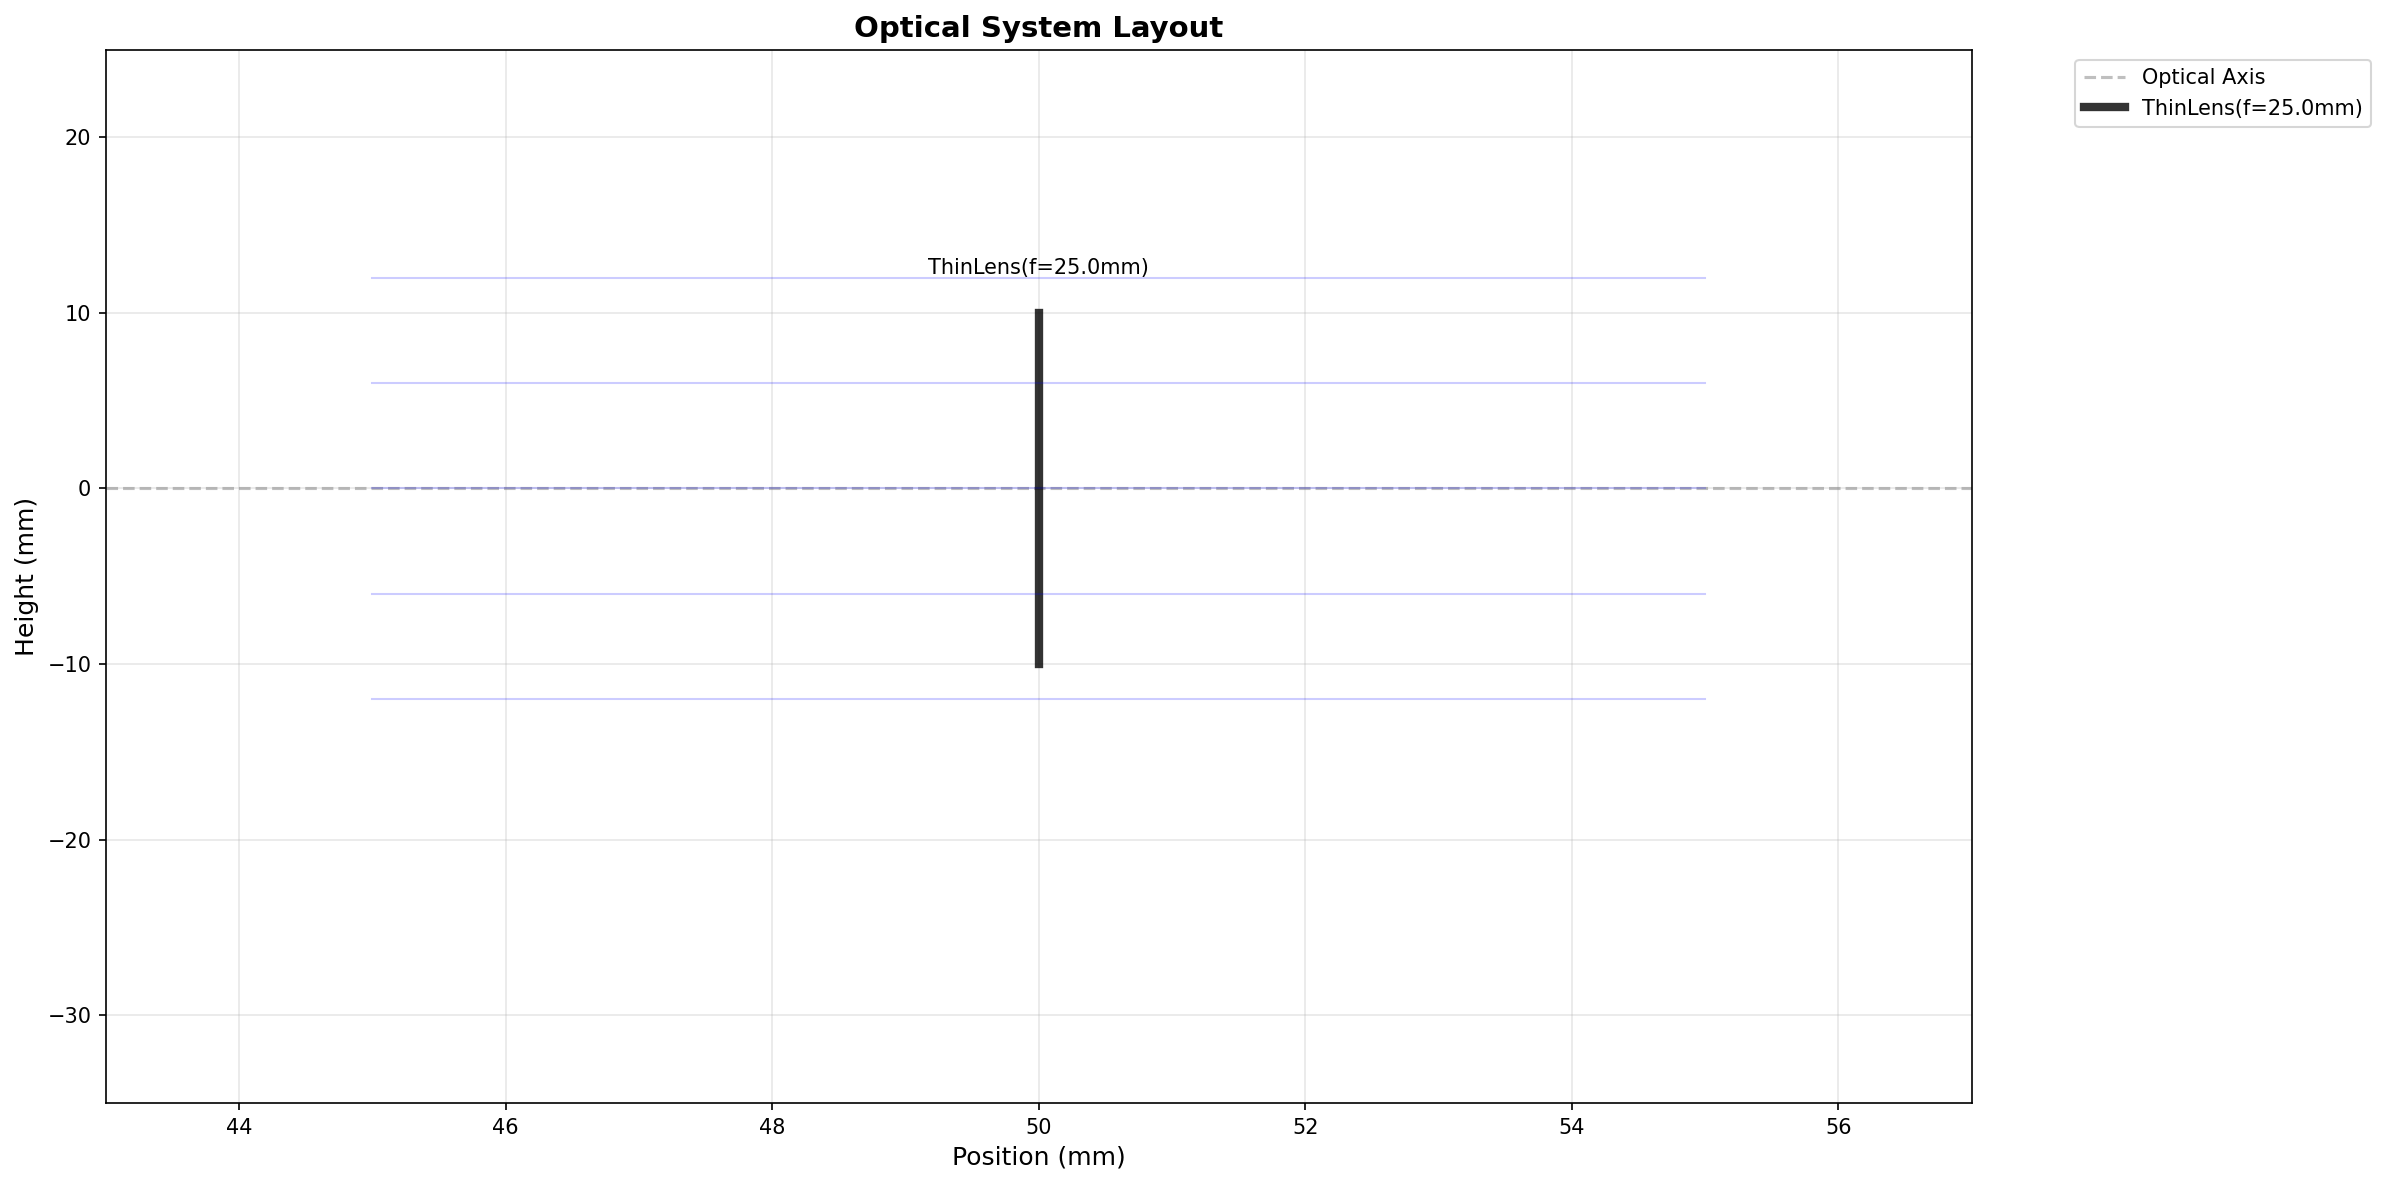 Optical System Layout
Optical Axis
ThinLens(f=25.0mm)
ThinLens(f=25.0mm)
20
10
0
−10
−20
−30
Height (mm)
44
46
48
50
52
54
56
Position (mm)